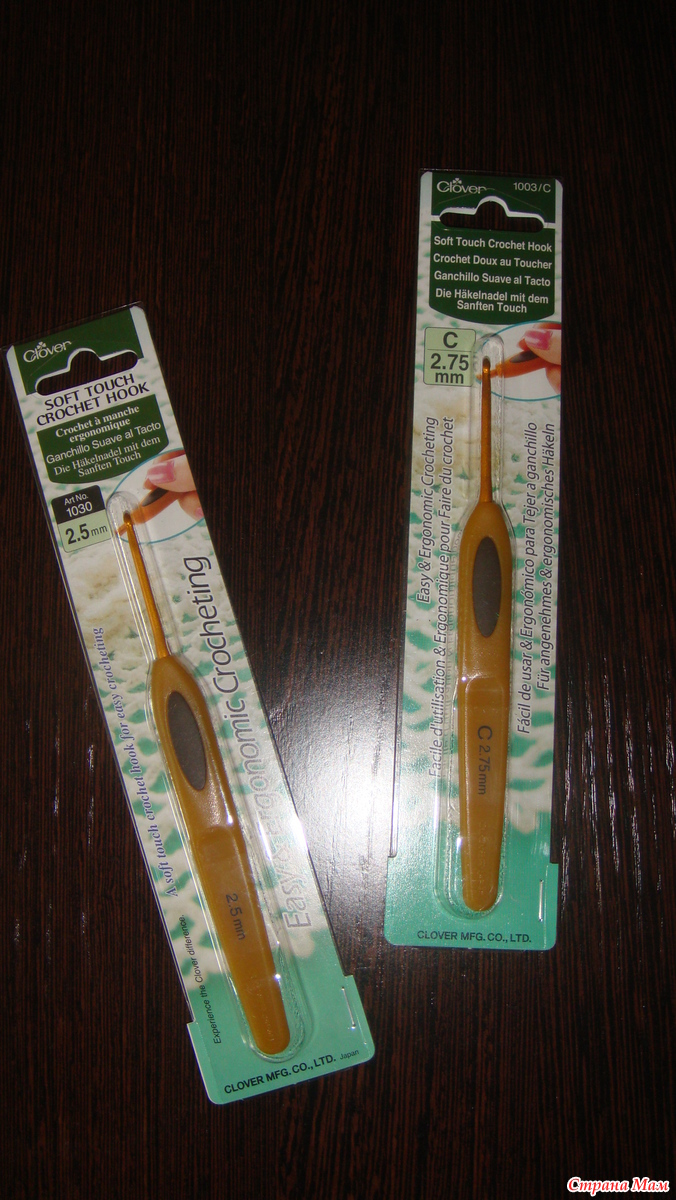 Clover
SOFT TOUCH
CROCHET HOOK
Crochet à manche
ergonomique
Ganchillo Suave al Tacto
Die Häkelnadel mit dem
Sanften Touch
Art No.
1030
2.5 mm
A soft touch crochet hook for easy crocheting
Easy & Ergonomic Crocheting
2.5 mm
Experience the Clover difference.
CLOVER MFG. CO., LTD. Japan
Clover 1003/C
Soft Touch Crochet Hook
Crochet Doux au Toucher
Ganchillo Suave al Tacto
Die Häkelnadel mit dem
Sanften Touch
C
2.75
mm
Easy & Ergonomic Crocheting
Facile d'utilisation & Ergonomique pour Faire du crochet
Fácil de usar & Ergonómico para Tejer a ganchillo
Für angenehmes & ergonomisches Häkeln
C 2.75mm
CLOVER MFG. CO., LTD.
Страна Мам